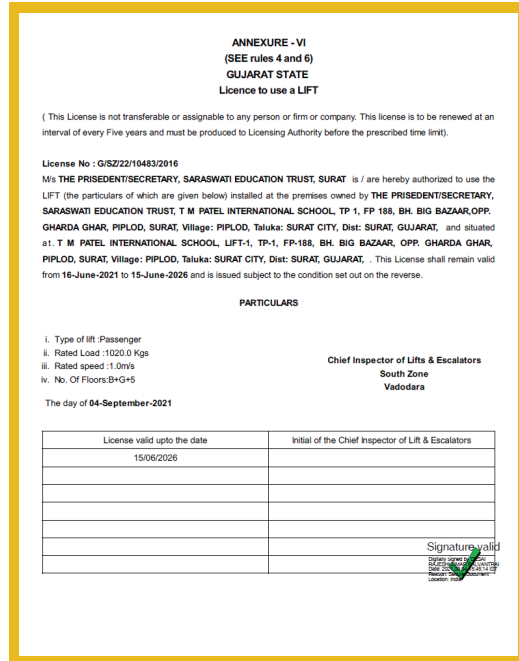 ANNEXURE - VI
(SEE rules 4 and 6)
GUJARAT STATE
Licence to use a LIFT
( This License is not transferable or assignable to any person or firm or company. This license is to be renewed at an
interval of every Five years and must be produced to Licensing Authority before the prescribed time limit).
License No : G/SZ/22/10483/2016
M/s THE PRISEDENT/SECRETARY, SARASWATI EDUCATION TRUST, SURAT is / are hereby authorized to use the
LIFT (the particulars of which are given below) installed at the premises owned by THE PRISEDENT/SECRETARY,
SARASWATI EDUCATION TRUST, T M PATEL INTERNATIONAL SCHOOL, TP 1, FP 188, BH. BIG BAZAAR,OPP.
GHARDA GHAR, PIPLOD, SURAT, Village: PIPLOD, Taluka: SURAT CITY, Dist: SURAT, GUJARAT, and situated
at. T M PATEL INTERNATIONAL SCHOOL, LIFT-1, TP-1, FP-188, BH. BIG BAZAAR, OPP. GHARDA GHAR,
PIPLOD, SURAT, Village: PIPLOD, Taluka: SURAT CITY, Dist: SURAT, GUJARAT, . This License shall remain valid
from 16-June-2021 to 15-June-2026 and is issued subject to the condition set out on the reverse.
PARTICULARS
i. Type of lift :Passenger
ii. Rated Load :1020.0 Kgs
iii. Rated speed :1.0m/s
iv. No. Of Floors:B+G+5
Chief Inspector of Lifts & Escalators
South Zone
Vadodara
The day of 04-September-2021
License valid upto the date
Initial of the Chief Inspector of Lift & Escalators
15/06/2026
Signature valid
Digitally signed by DESAI
Location: India